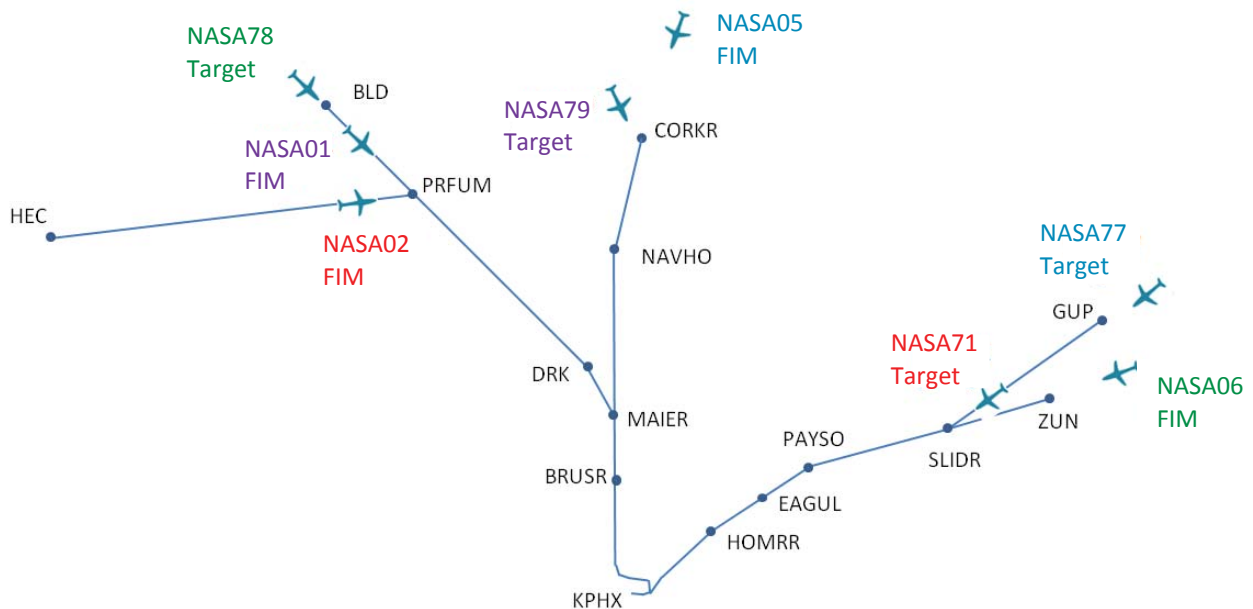 NASA05
FIM
NASA78
Target
BLD
NASA79
Target
CORKR
NASA01
FIM
PRFUM
HEC
NASA02
FIM
NAVHO
NASA77
Target
GUP
NASA71
Target
DRK
NASA06
FIM
MAIER
ZUN
PAYSO
SLIDR
BRUSR
EAGUL
HOMRR
KPHX